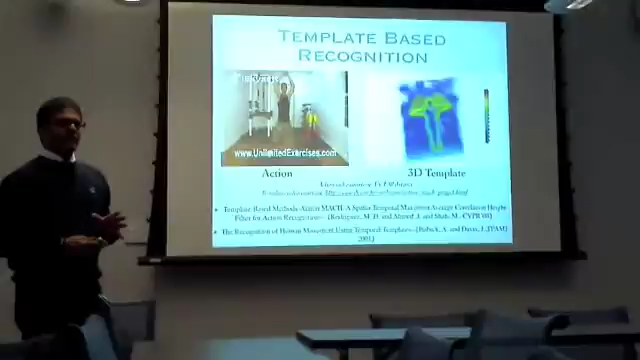 TEMPLATE BASED
RECOGNITION
www.UnlimitedExercises.com
Action
3D Template
Template Based Methods Action MACH A Spatio Temporal Maximum Average Correlation Height
Filter for Action Recognition – [Rodriguez, M. D. and Ahmed, J. and Shah, M. CVPR 08]
The Recognition of Human Movement Using Temporal Templates – [Bobick, A. and Davis, J., TPAMI
2001]